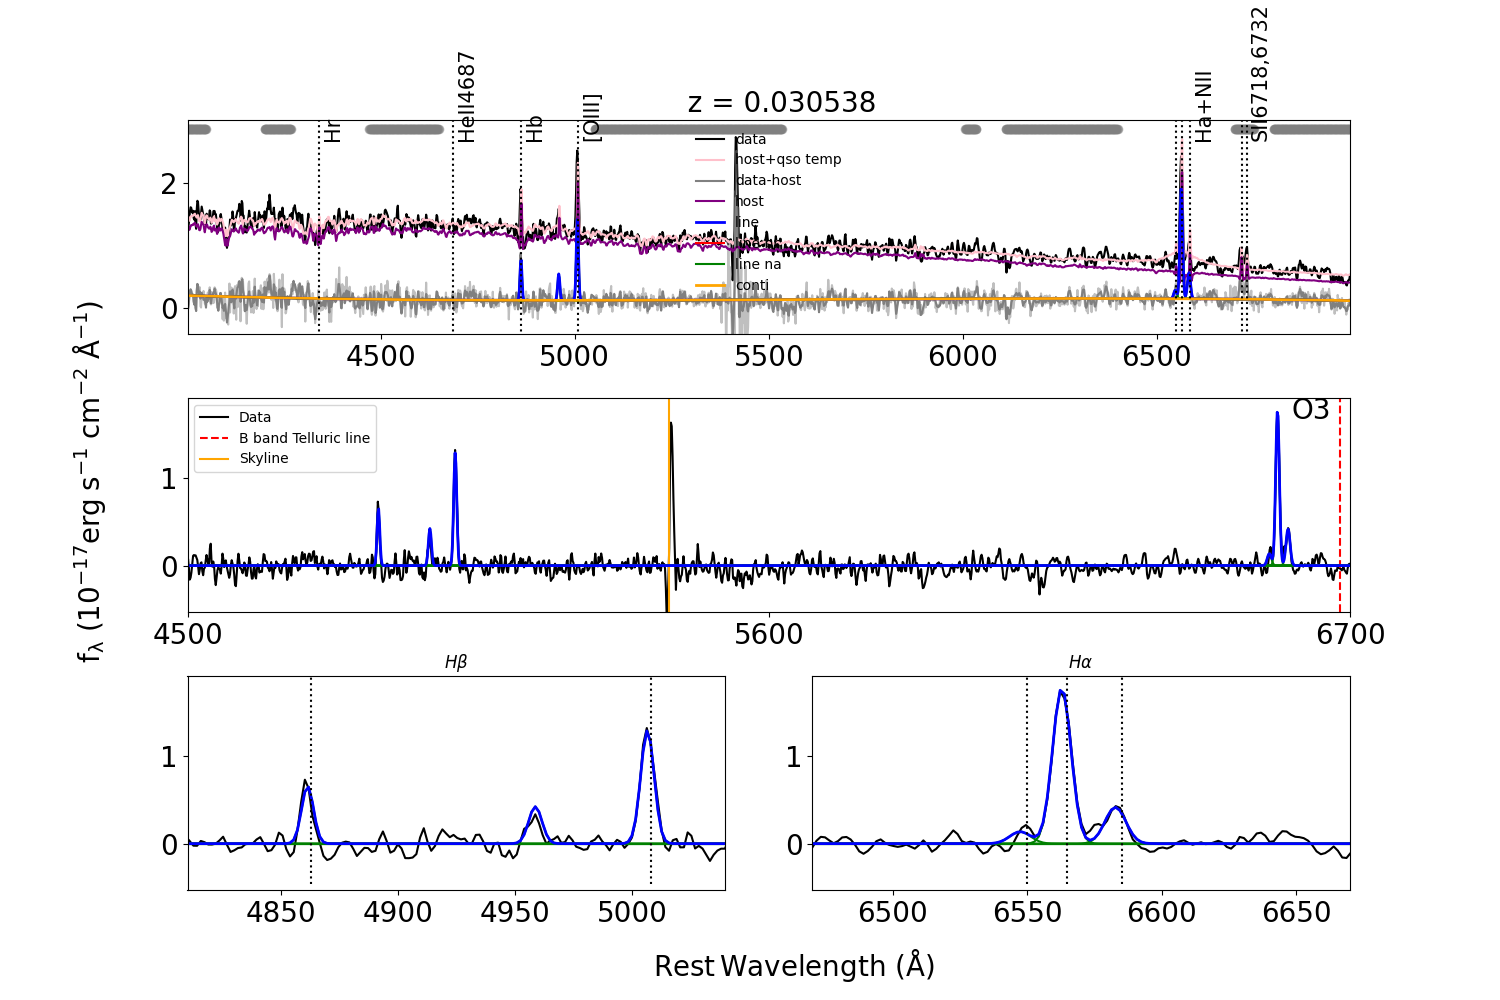 z = 0.030538
Hr
HeII4687
Hb
[OIII]
Ha+NII
SII6718,6732
data
host+qso temp
data-host
host
line
line na
conti
2
0
4500 5000 5500 6000 6500
Data
B band Telluric line
Skyline
O3
1
0
4500 5600 6700
fλ (10⁻¹⁷erg s⁻¹ cm⁻² Å⁻¹)
Hβ
1
0
4850 4900 4950 5000
Hα
1
0
6500 6550 6600 6650
Rest Wavelength (Å)